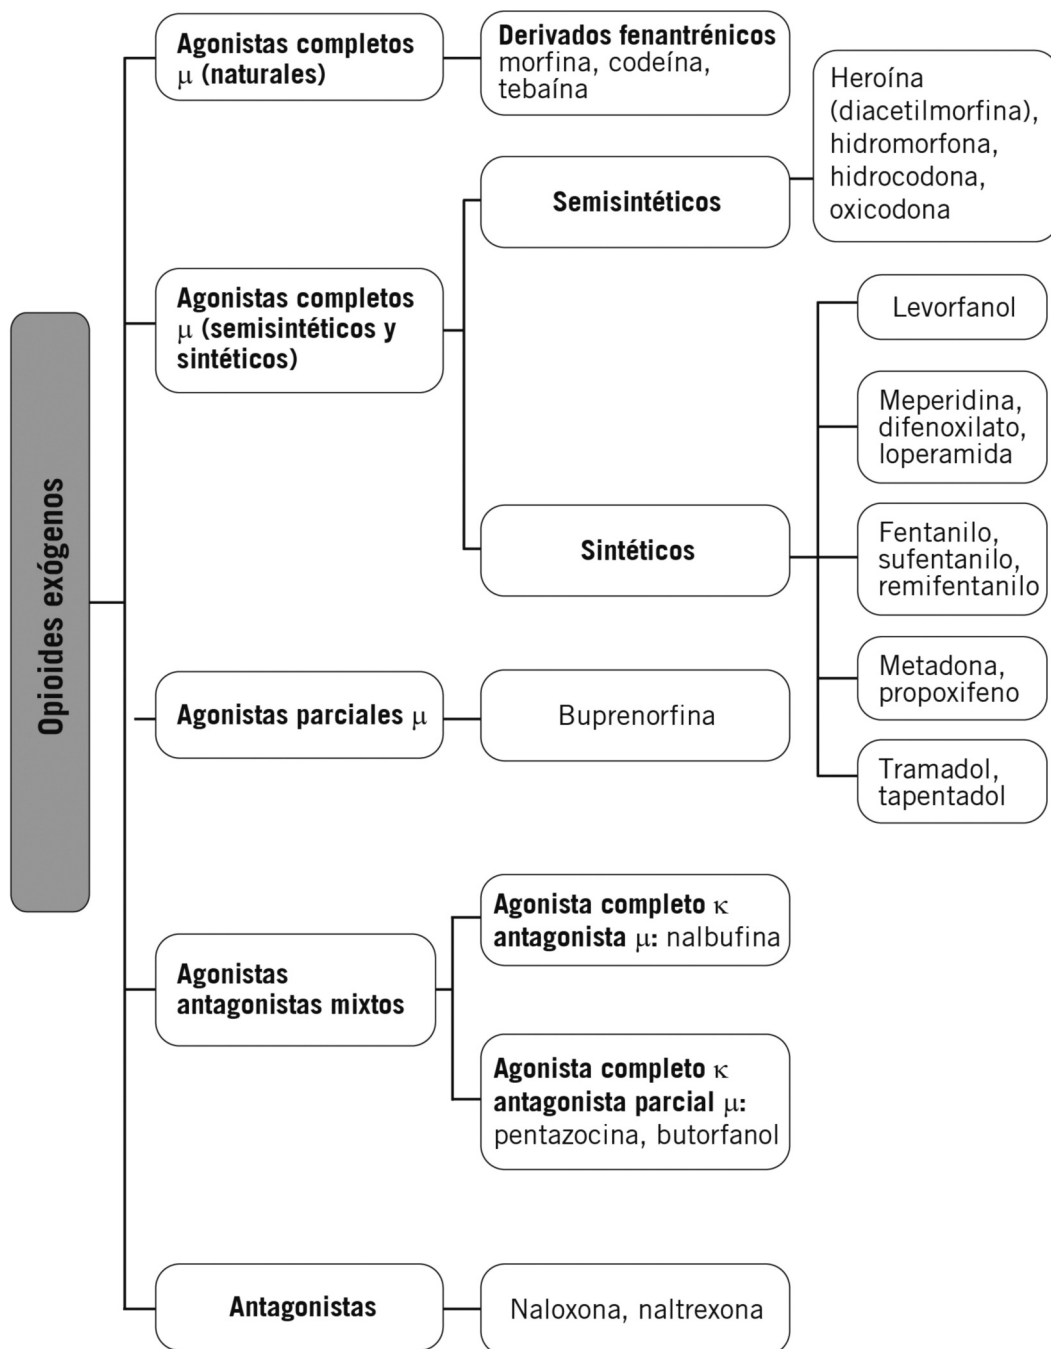 Opioides exógenos
Agonistas completos
μ (naturales)
Derivados fenantrénicos
morfina, codeína,
tebaína
Agonistas completos
μ (semisintéticos y
sintéticos)
Semisintéticos
Heroína
(diacetilmorfina),
hidromorfona,
hidrocodona,
oxicodona
Sintéticos
Levorfanol
Meperidina,
difenoxilato,
loperamida
Fentanilo,
sufentanilo,
remifentanilo
Metadona,
propoxifeno
Tramadol,
tapentadol
Agonistas parciales μ
Buprenorfina
Agonistas
antagonistas mixtos
Agonista completo κ
antagonista μ: nalbufina
Agonista completo κ
antagonista parcial μ:
pentazocina, butorfanol
Antagonistas
Naloxona, naltrexona